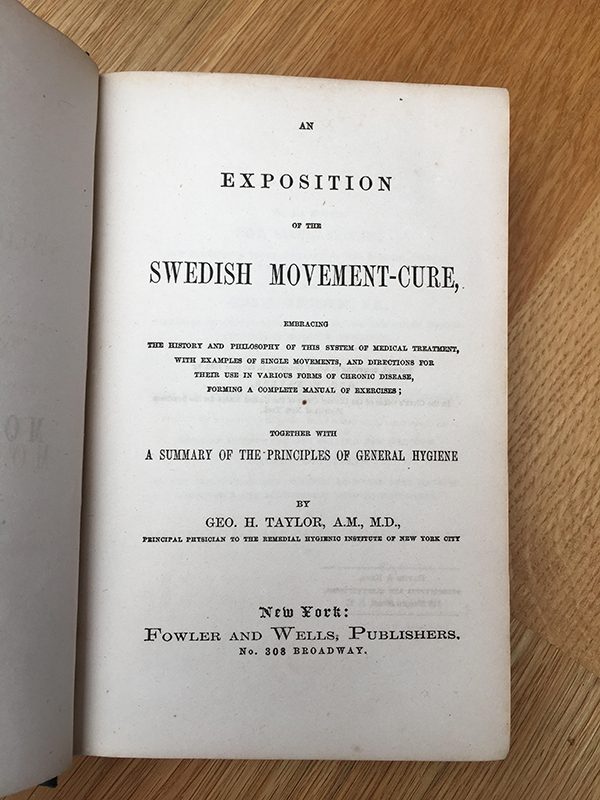 AN
EXPOSITION
OF THE
SWEDISH MOVEMENT-CURE,
EMBRACING
THE HISTORY AND PHILOSOPHY OF THIS SYSTEM OF MEDICAL TREATMENT,
WITH EXAMPLES OF SINGLE MOVEMENTS, AND DIRECTIONS FOR
THEIR USE IN VARIOUS FORMS OF CHRONIC DISEASE,
FORMING A COMPLETE MANUAL OF EXERCISES;
TOGETHER WITH
A SUMMARY OF THE PRINCIPLES OF GENERAL HYGIENE
BY
GEO. H. TAYLOR, A.M., M.D.,
PRINCIPAL PHYSICIAN TO THE REMEDIAL HYGIENIC INSTITUTE OF NEW YORK CITY
New York:
FOWLER AND WELLS, PUBLISHERS.
No. 308 BROADWAY.